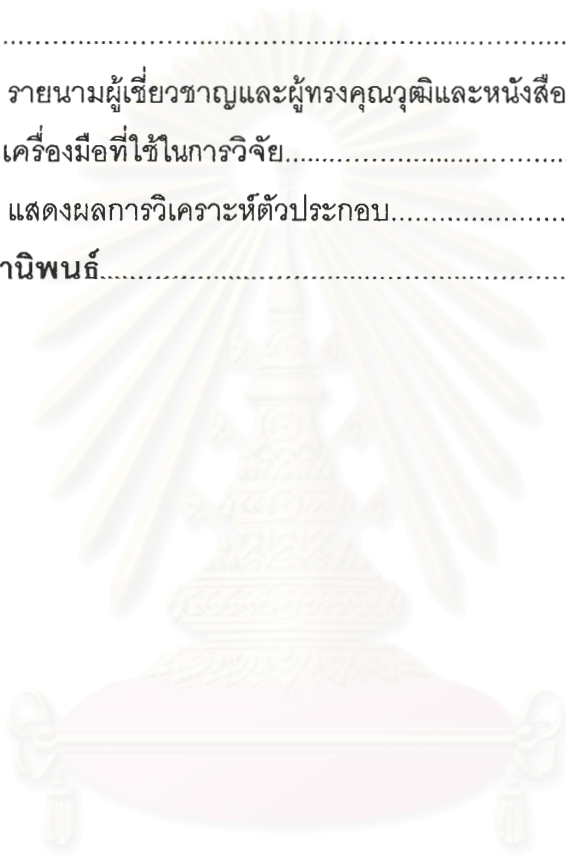 ........................................................................
รายนามผู้เชี่ยวชาญและผู้ทรงคุณวุฒิและหนังสือ
เครื่องมือที่ใช้ในการวิจัย........................................
แสดงผลการวิเคราะห์ตัวประกอบ.........................
านิพนธ์................................................................